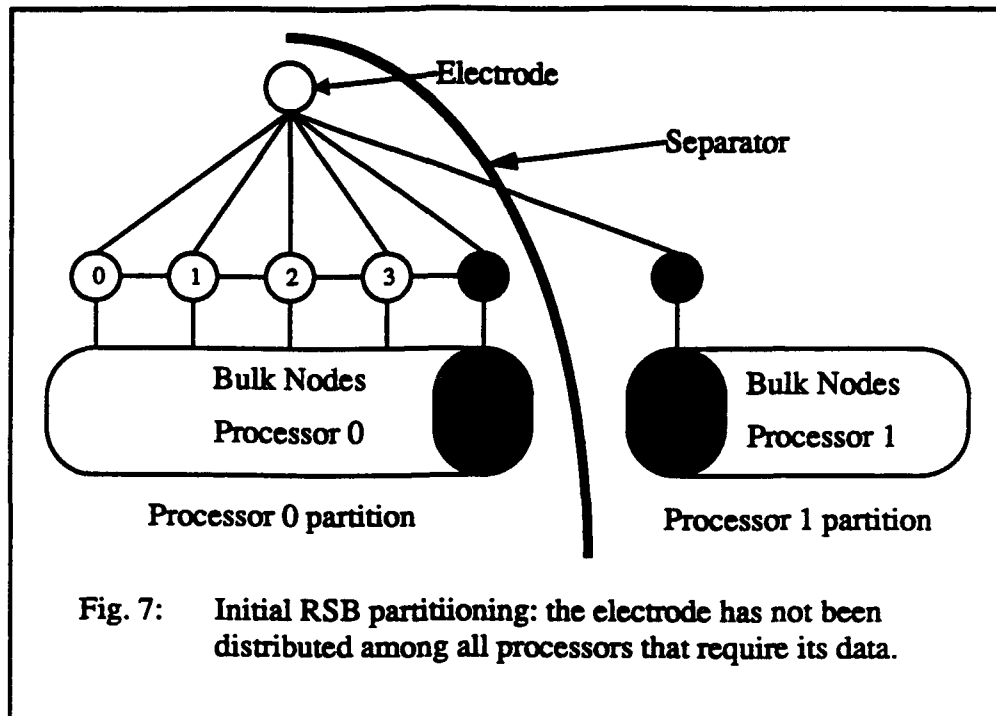 Electrode
Separator
0 1 2 3
Bulk Nodes
Processor 0
Bulk Nodes
Processor 1
Processor 0 partition
Processor 1 partition
Fig. 7: Initial RSB partitiioning: the electrode has not been
distributed among all processors that require its data.